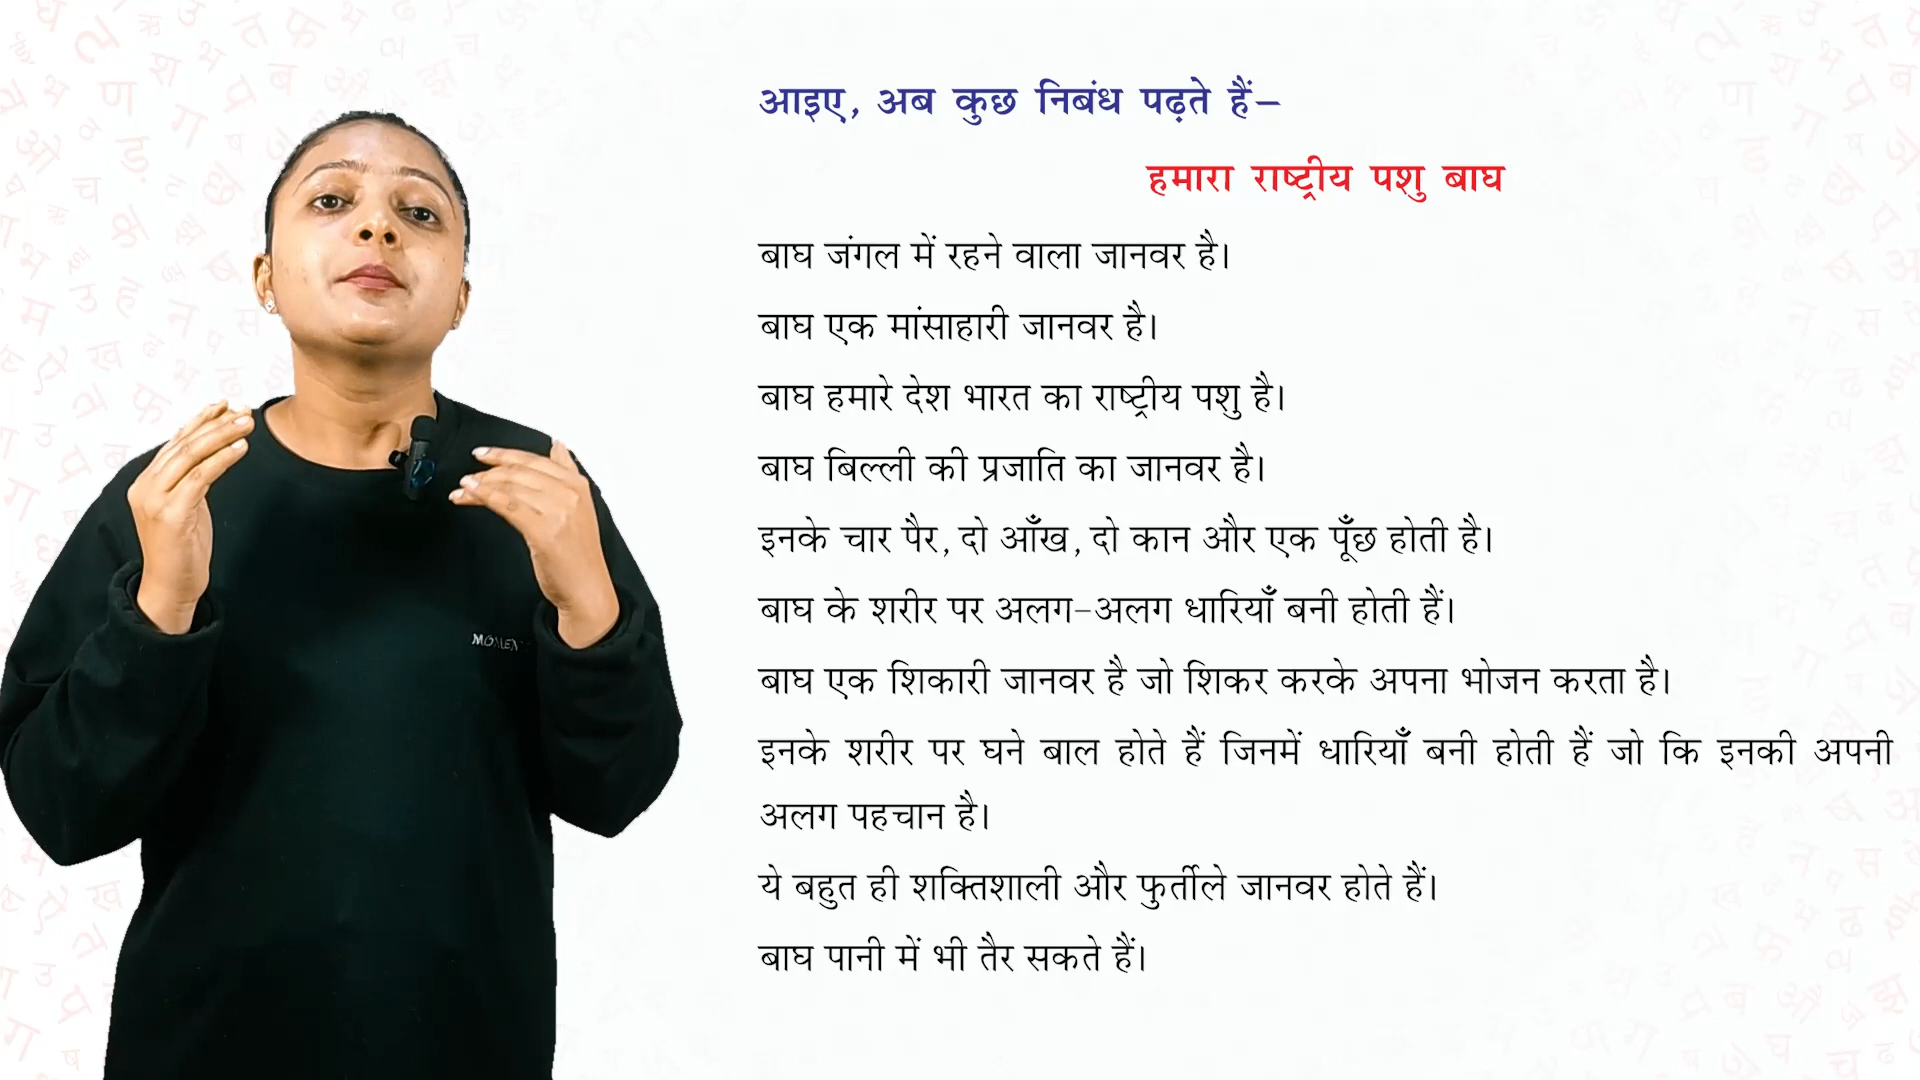 आइए, अब कुछ निबंध पढ़ते हैं–
हमारा राष्ट्रीय पशु बाघ
बाघ जंगल में रहने वाला जानवर है।
बाघ एक मांसाहारी जानवर है।
बाघ हमारे देश भारत का राष्ट्रीय पशु है।
बाघ बिल्ली की प्रजाति का जानवर है।
इनके चार पैर, दो आँख, दो कान और एक पूँछ होती है।
बाघ के शरीर पर अलग-अलग धारियाँ बनी होती हैं।
बाघ एक शिकारी जानवर है जो शिकर करके अपना भोजन करता है।
इनके शरीर पर घने बाल होते हैं जिनमें धारियाँ बनी होती हैं जो कि इनकी अपनी
अलग पहचान है।
ये बहुत ही शक्तिशाली और फुर्तीले जानवर होते हैं।
बाघ पानी में भी तैर सकते हैं।